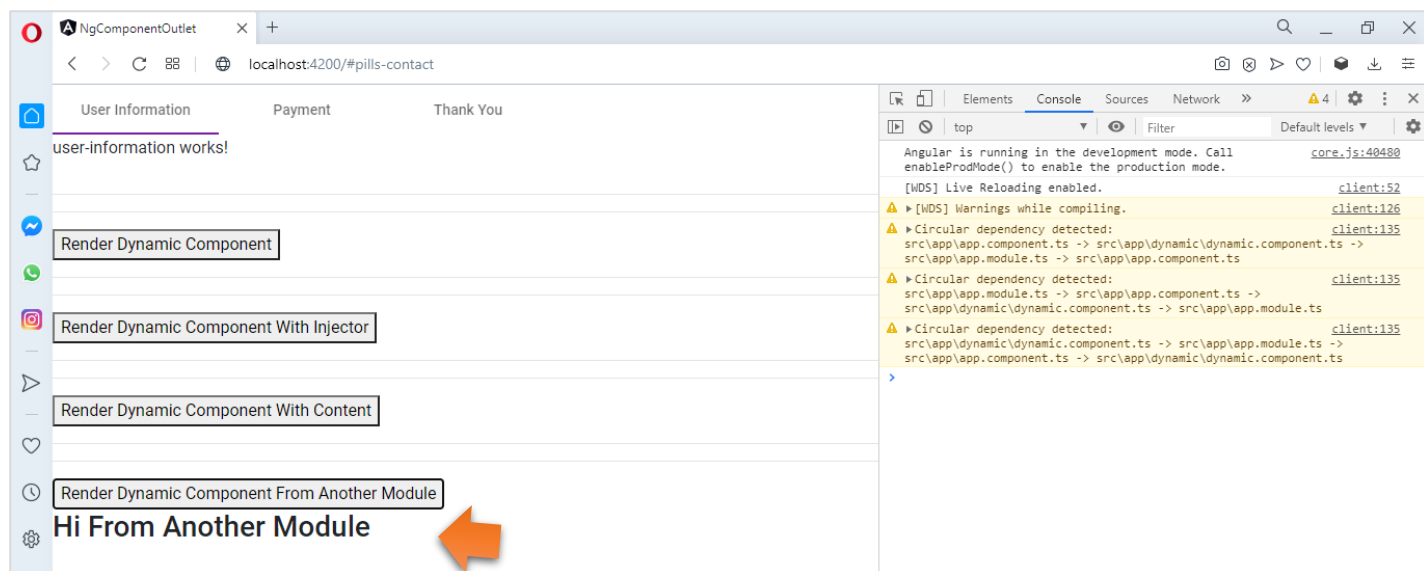 NgComponentOutlet
localhost:4200/#pills-contact
User Information Payment Thank You
user-information works!
Render Dynamic Component
Render Dynamic Component With Injector
Render Dynamic Component With Content
Render Dynamic Component From Another Module
Hi From Another Module
Elements Console Sources Network » 4
top Filter Default levels ▼
Angular is running in the development mode. Call core.js:40480
enableProdMode() to enable the production mode.
[WDS] Live Reloading enabled. client:52
[WDS] Warnings while compiling. client:126
Circular dependency detected: client:135
src\app\app.component.ts -> src\app\dynamic\dynamic.component.ts ->
src\app\app.module.ts -> src\app\app.component.ts
Circular dependency detected: client:135
src\app\app.module.ts -> src\app\app.component.ts ->
src\app\dynamic\dynamic.component.ts -> src\app\app.module.ts
Circular dependency detected: client:135
src\app\dynamic\dynamic.component.ts -> src\app\app.module.ts ->
src\app\app.component.ts -> src\app\dynamic\dynamic.component.ts